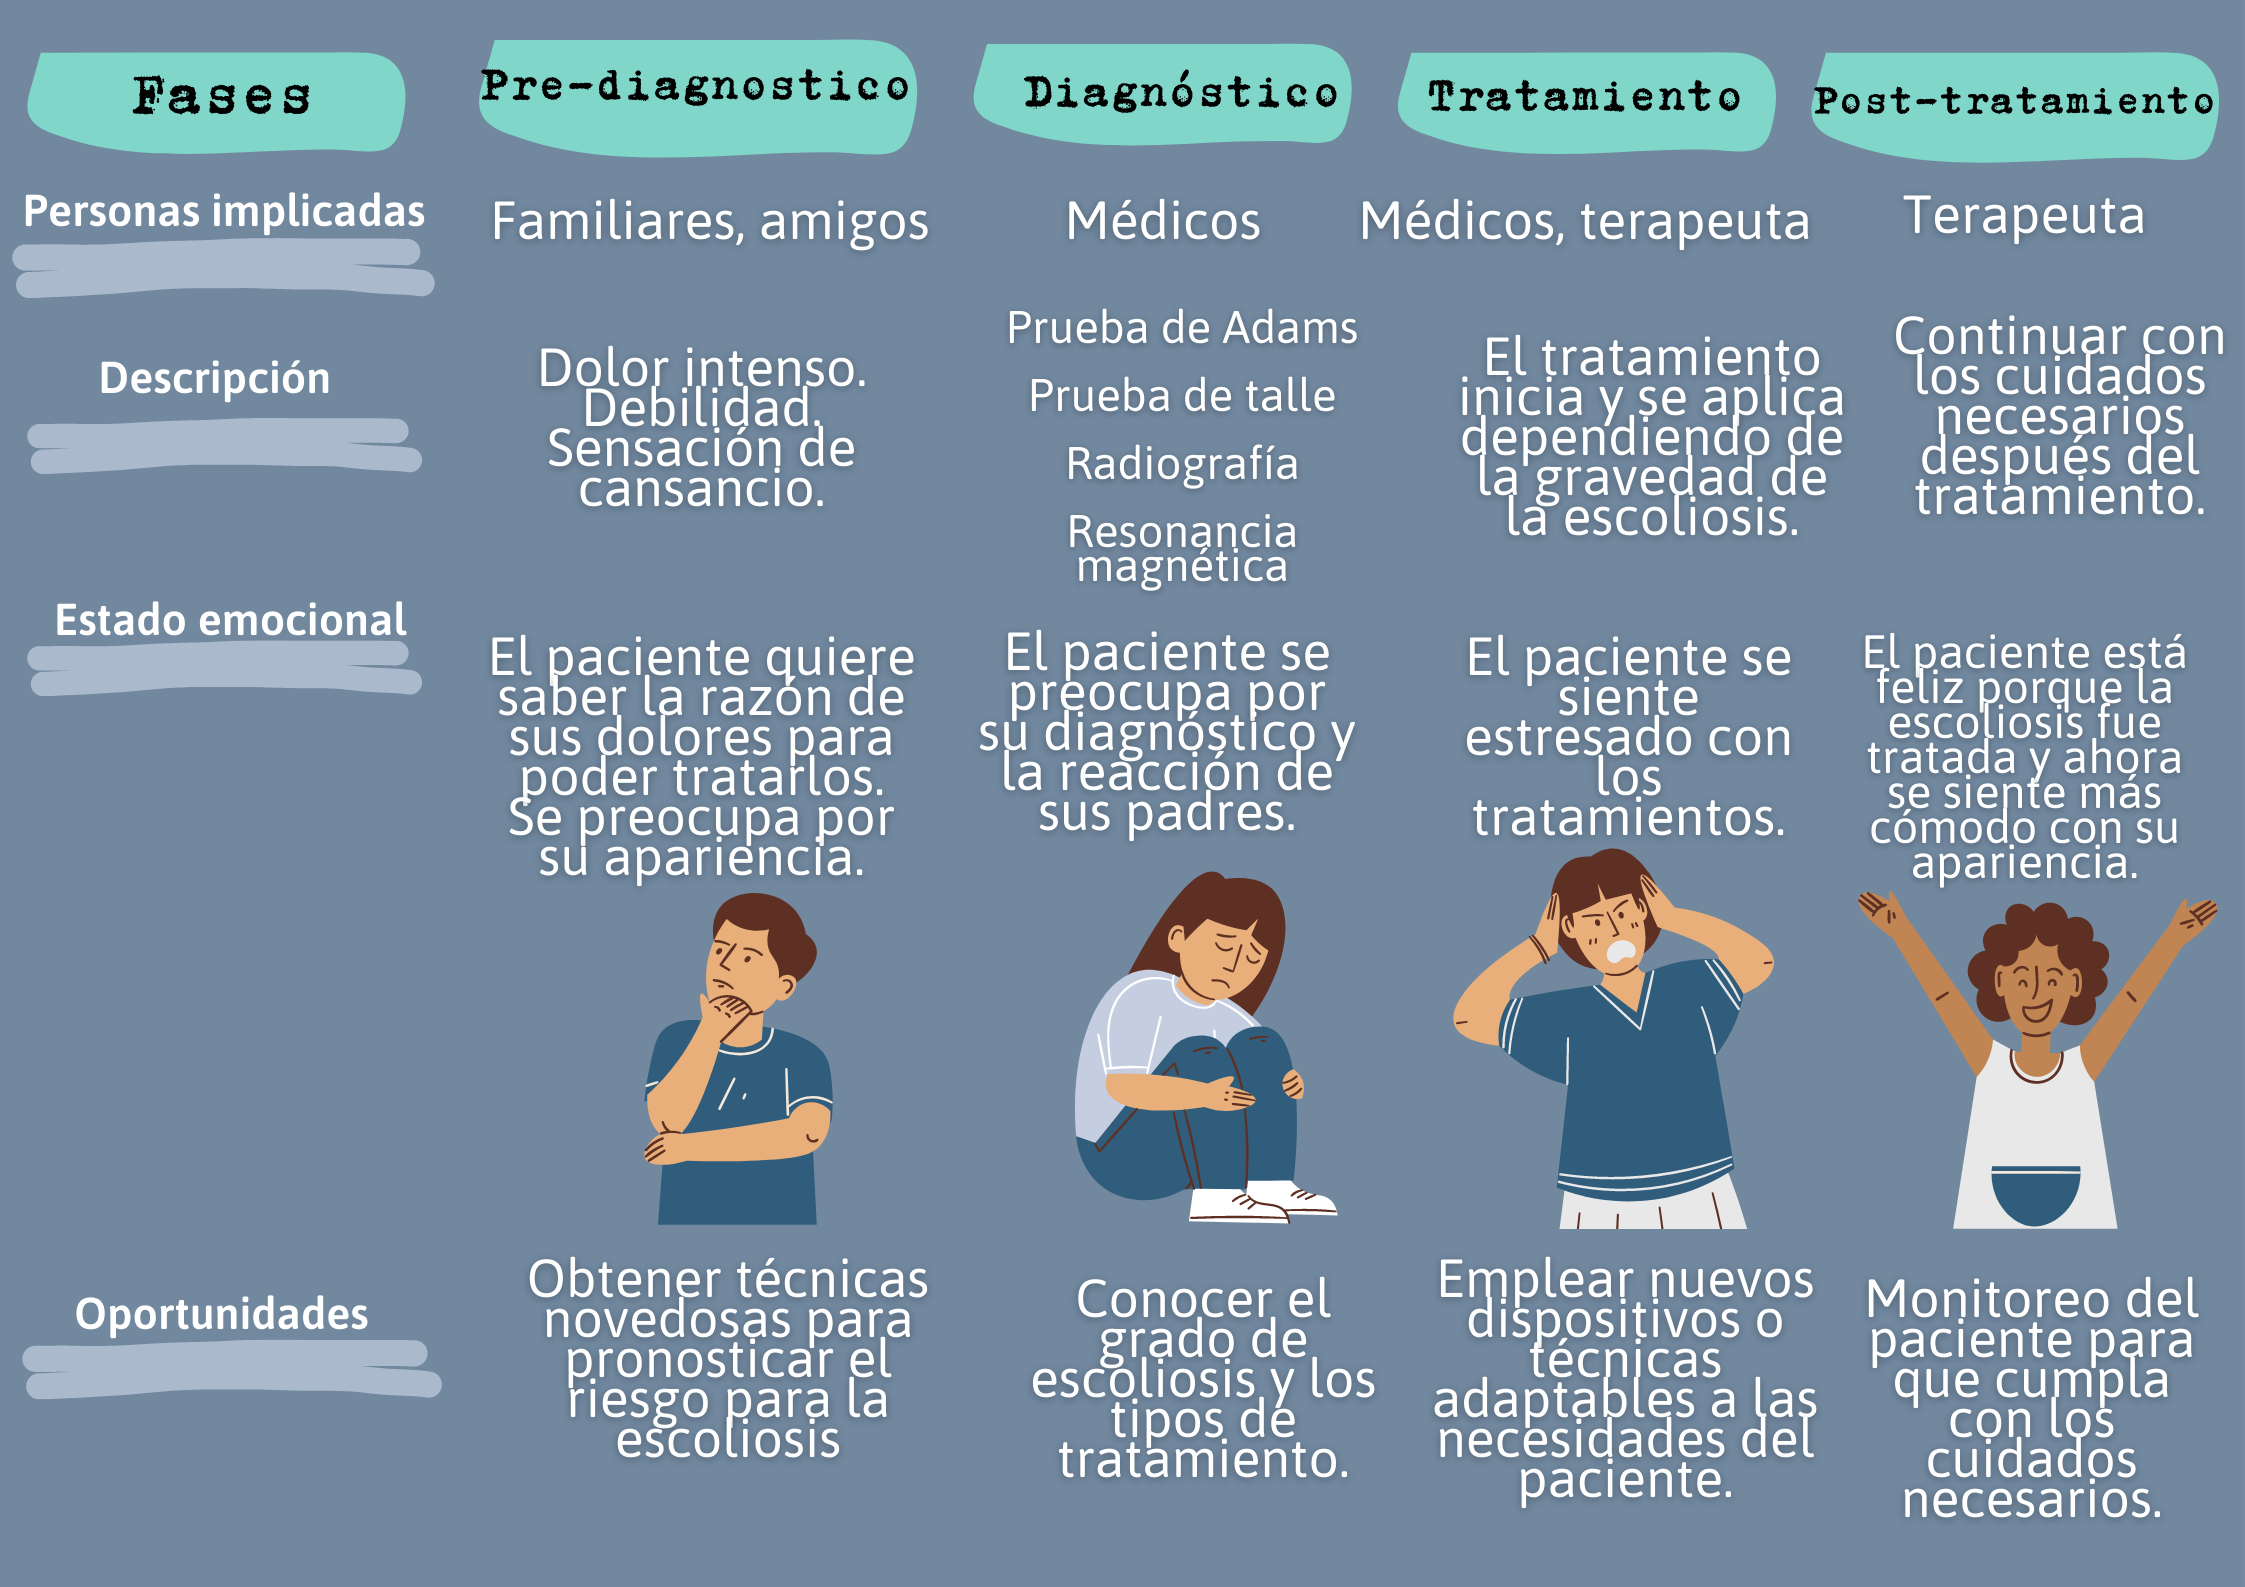 Fases
Pre-diagnostico
Diagnóstico
Tratamiento
Post-tratamiento
Personas implicadas
Familiares, amigos
Médicos
Médicos, terapeuta
Terapeuta
Descripción
Dolor intenso.
Debilidad.
Sensación de
cansancio.
Prueba de Adams
Prueba de talle
Radiografía
Resonancia
magnética
El tratamiento
inicia y se aplica
dependiendo de
la gravedad de
la escoliosis.
Continuar con
los cuidados
necesarios
después del
tratamiento.
Estado emocional
El paciente quiere
saber la razón de
sus dolores para
poder tratarlos.
Se preocupa por
su apariencia.
El paciente se
preocupa por
su diagnóstico y
la reacción de
sus padres.
El paciente se
siente
estresado con
los
tratamientos.
El paciente está
feliz porque la
escoliosis fue
tratada y ahora
se siente más
cómodo con su
apariencia.
Oportunidades
Obtener técnicas
novedosas para
pronosticar el
riesgo para la
escoliosis
Conocer el
grado de
escoliosis y los
tipos de
tratamiento.
Emplear nuevos
dispositivos o
técnicas
adaptables a las
necesidades del
paciente.
Monitoreo del
paciente para
que cumpla
con los
cuidados
necesarios.